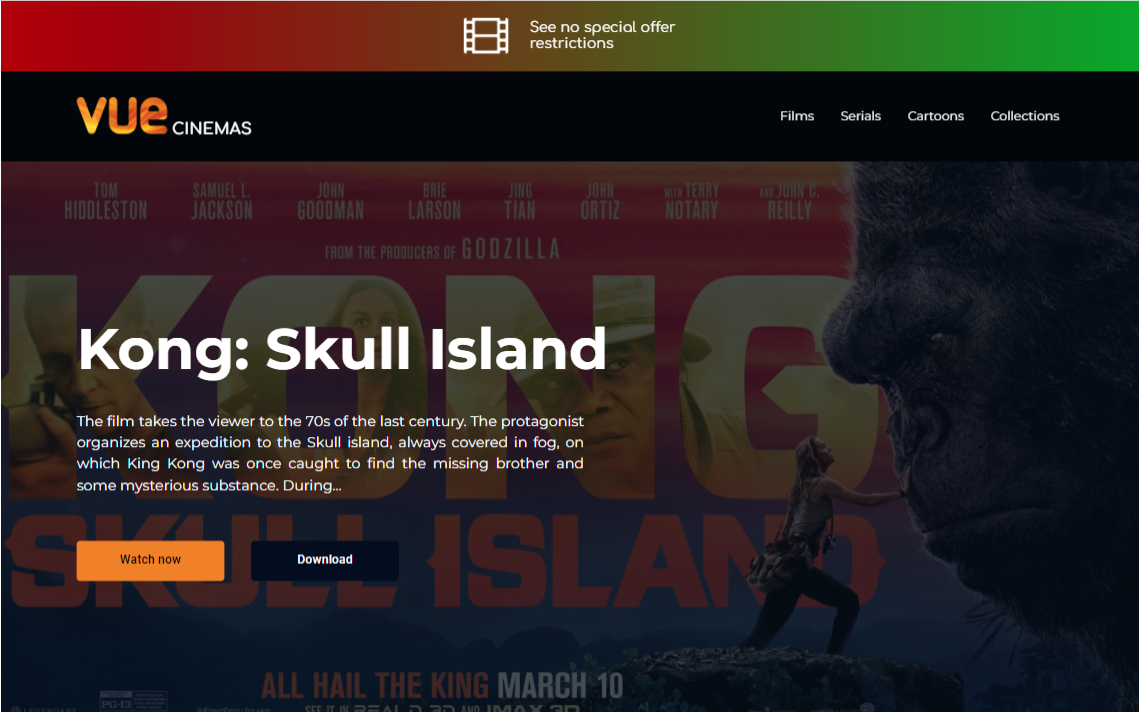 See no special offer
restrictions
vue CINEMAS
Films Serials Cartoons Collections
TOM SAMUEL L. JOHN BRIE JING JOHN WITH TERRY AND JOHN C.
HIDDLESTON JACKSON GOODMAN LARSON TIAN ORTIZ NOTARY REILLY
FROM THE PRODUCERS OF GODZILLA
KONG
Kong: Skull Island
The film takes the viewer to the 70s of the last century. The protagonist
organizes an expedition to the Skull island, always covered in fog, on
which King Kong was once caught to find the missing brother and
some mysterious substance. During...
SKULL ISLAND
Watch now Download
ALL HAIL THE KING MARCH 10
PG-13
LEGENDARY #KONGSKULLISLAND SEE IT IN REAL D 3D AND IMAX 3D